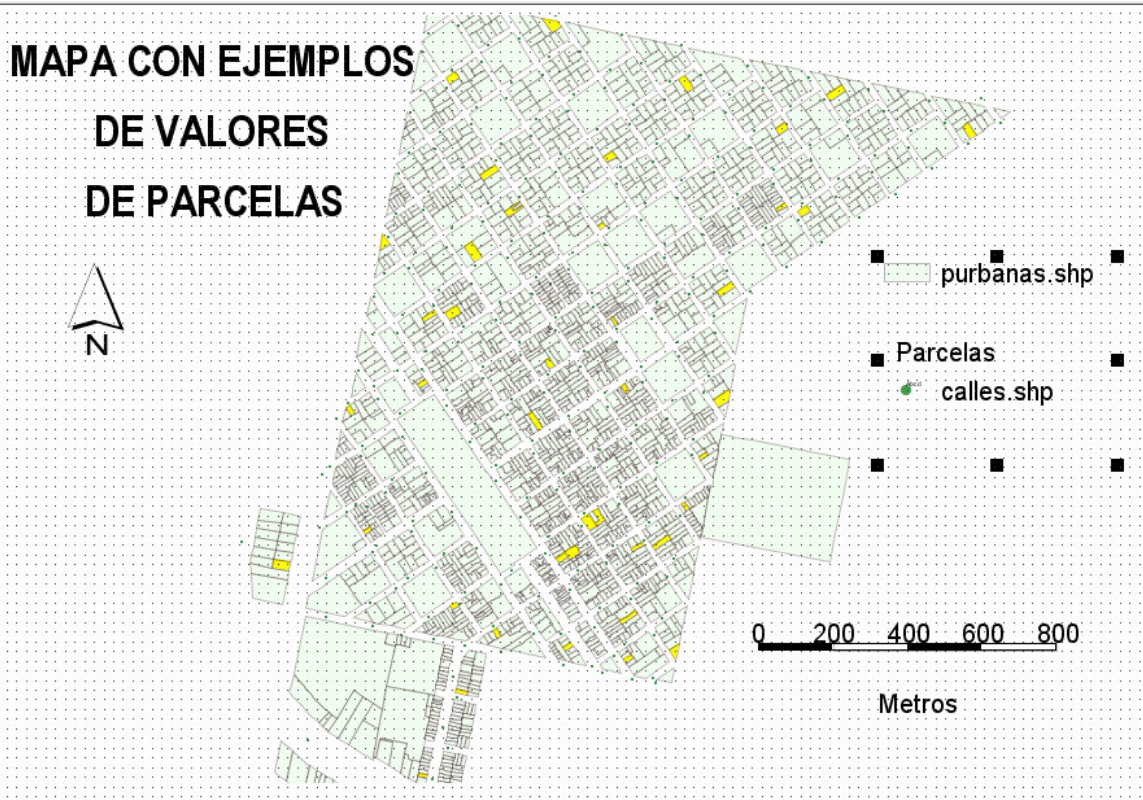 MAPA CON EJEMPLOS
DE VALORES
DE PARCELAS
N
purbanas.shp
Parcelas
calles.shp
0 200 400 600 800
Metros